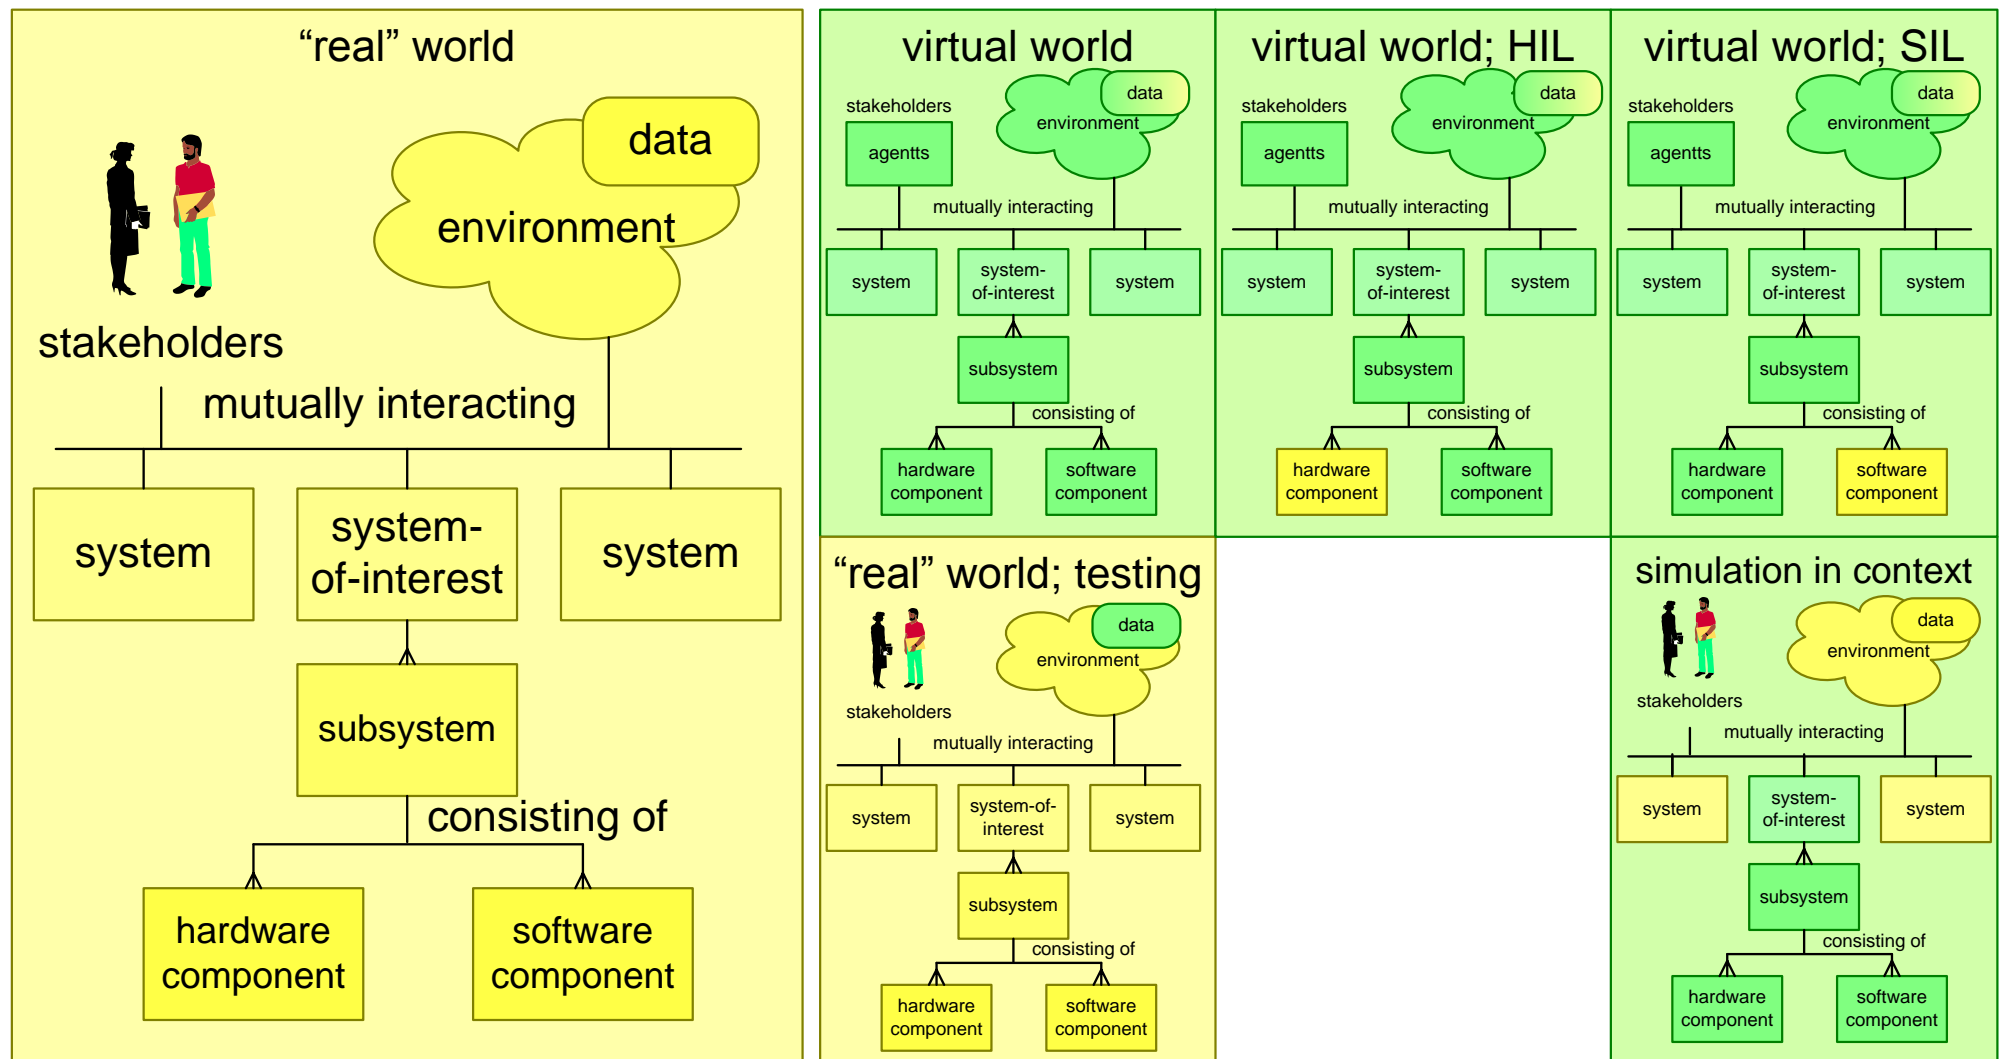 “real” world
data
environment
stakeholders
mutually interacting
system
system-
of-interest
system
subsystem
consisting of
hardware
component
software
component
virtual world
stakeholders
data
environment
agentts
mutually interacting
system
system-
of-interest
system
subsystem
consisting of
hardware
component
software
component
virtual world; HIL
stakeholders
data
environment
agentts
mutually interacting
system
system-
of-interest
system
subsystem
consisting of
hardware
component
software
component
virtual world; SIL
stakeholders
data
environment
agentts
mutually interacting
system
system-
of-interest
system
subsystem
consisting of
hardware
component
software
component
“real” world; testing
data
environment
stakeholders
mutually interacting
system
system-of-
interest
system
subsystem
consisting of
hardware
component
software
component
simulation in context
data
environment
stakeholders
mutually interacting
system
system-
of-interest
system
subsystem
consisting of
hardware
component
software
component